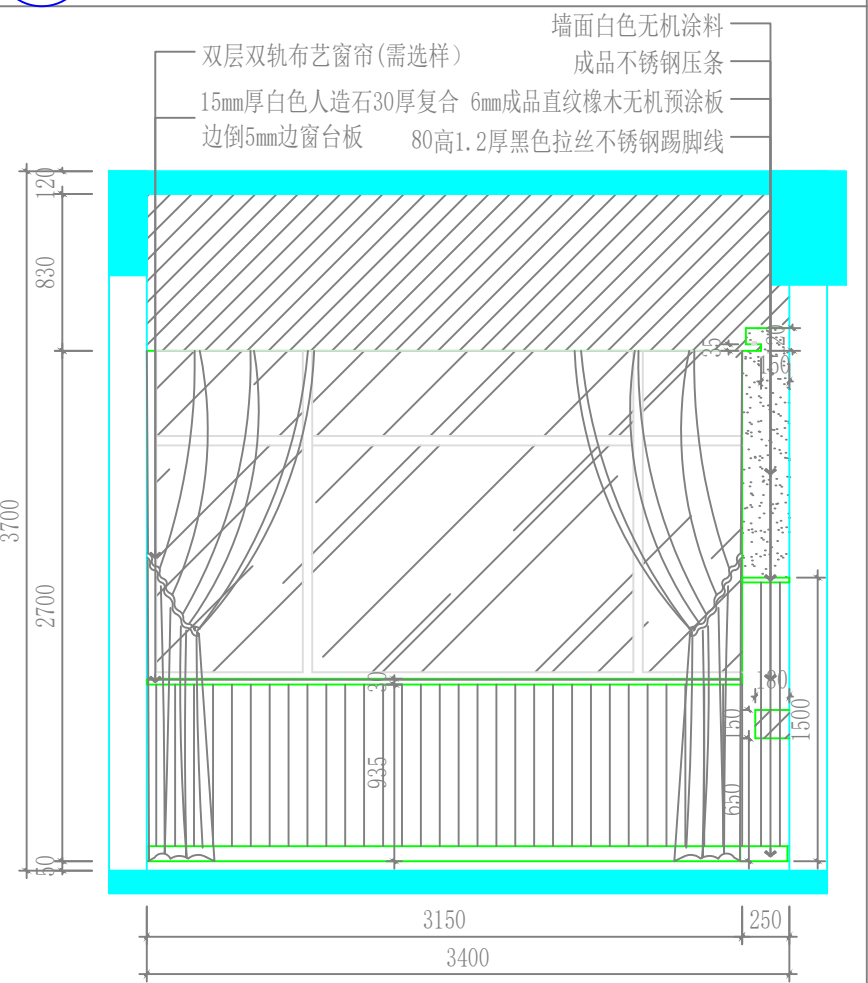 墙面白色无机涂料
双层双轨布艺窗帘(需选样)
成品不锈钢压条
15mm厚白色人造石30厚复合
6mm成品直纹橡木无机预涂板
边倒5mm边窗台板
80高1.2厚黑色拉丝不锈钢踢脚线
120
830
120
35
150
3700
2700
30
180
1500
150
935
650
50
3150
250
3400